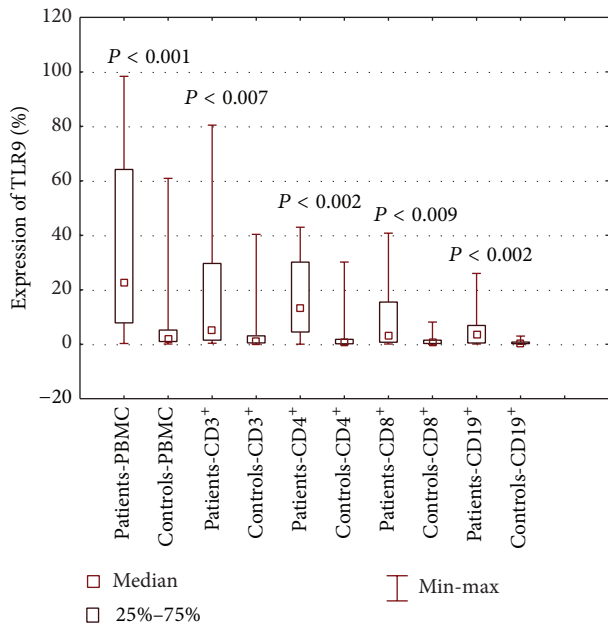 120
100
80
60
40
20
0
−20
Expression of TLR9 (%)
P < 0.001
P < 0.007
P < 0.002
P < 0.009
P < 0.002
Patients-PBMC
Controls-PBMC
Patients-CD3+
Controls-CD3+
Patients-CD4+
Controls-CD4+
Patients-CD8+
Controls-CD8+
Patients-CD19+
Controls-CD19+
Median
25%–75%
Min-max